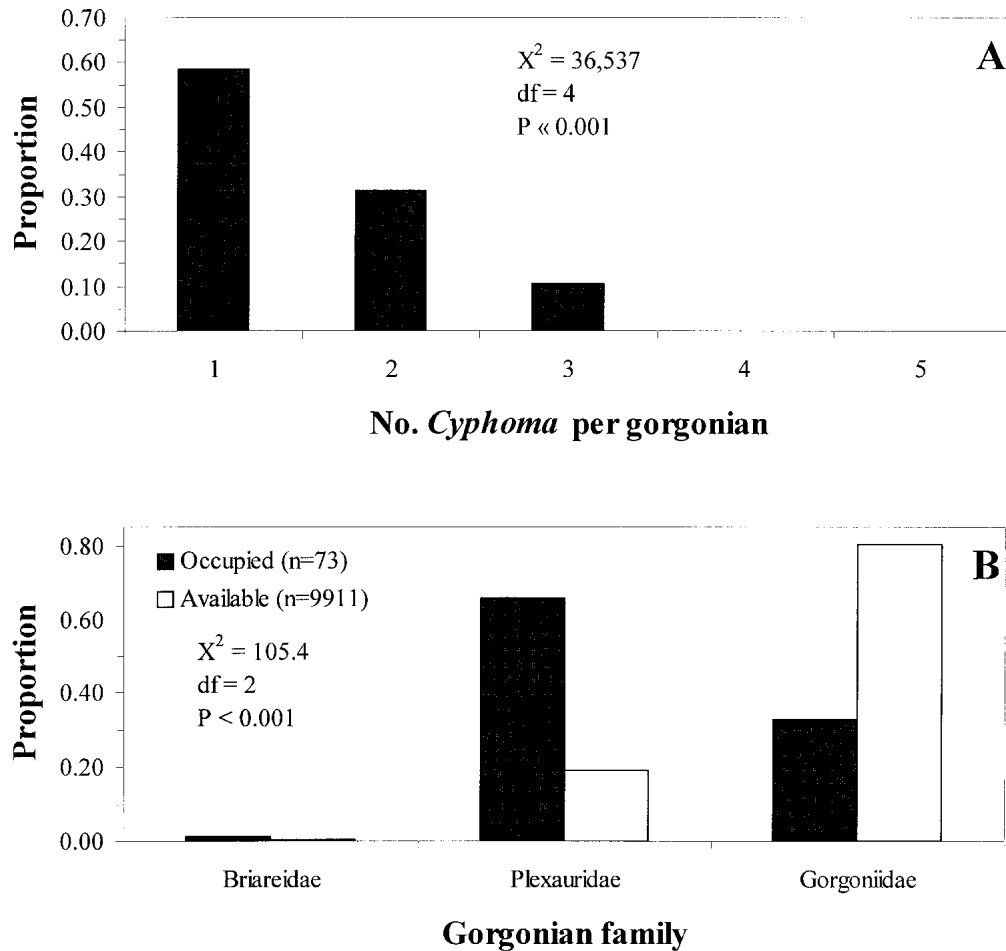 0.70
0.60
0.50
0.40
0.30
0.20
0.10
0.00
Proportion
X² = 36,537
df = 4
P « 0.001
A
1 2 3 4 5
No. Cyphoma per gorgonian
0.80
0.60
0.40
0.20
0.00
Proportion
Occupied (n=73)
Available (n=9911)
X² = 105.4
df = 2
P < 0.001
B
Briareidae Plexauridae Gorgoniidae
Gorgonian family